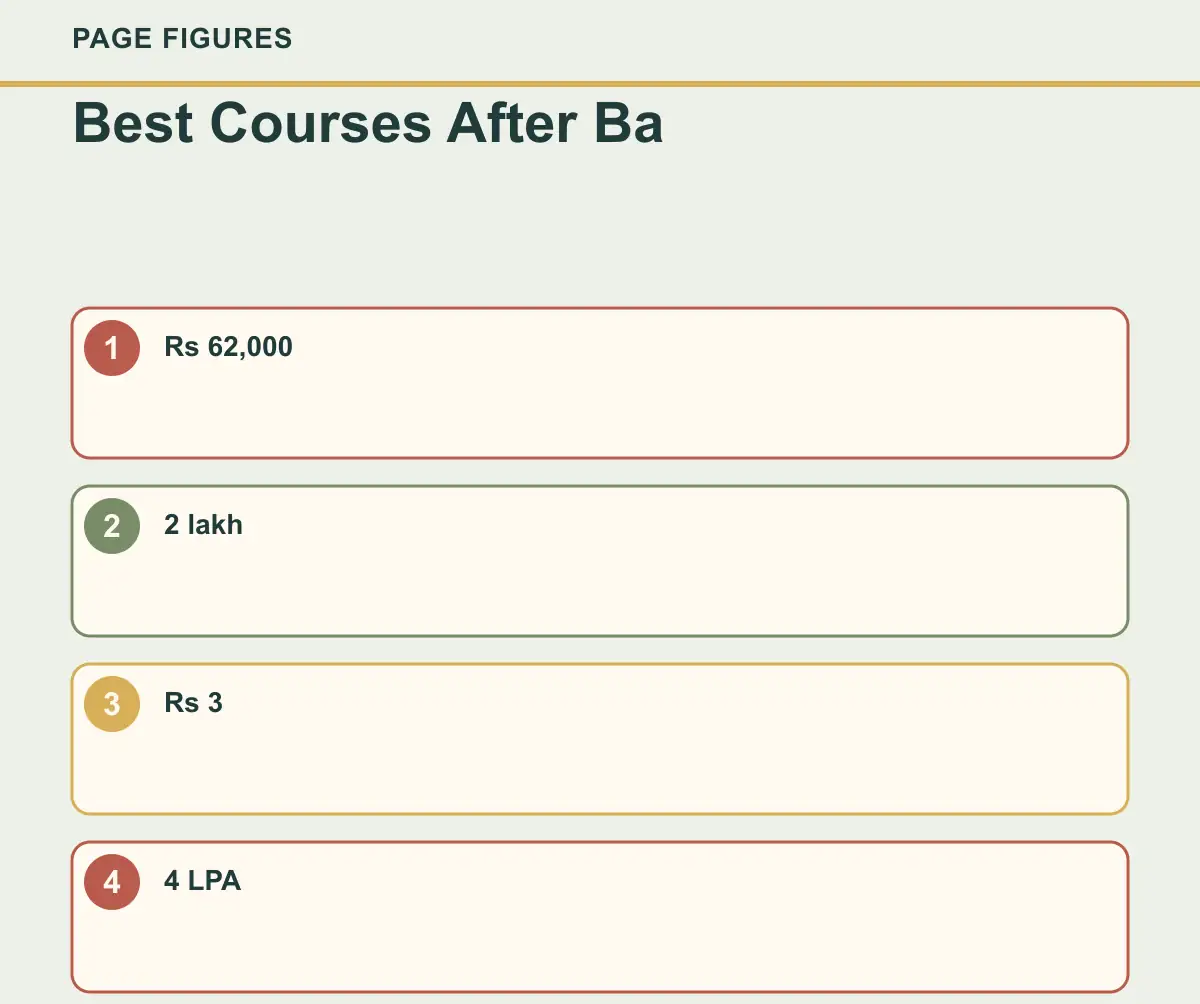 PAGE FIGURES
Best Courses After Ba
1 Rs 62,000
2 2 lakh
3 Rs 3
4 4 LPA